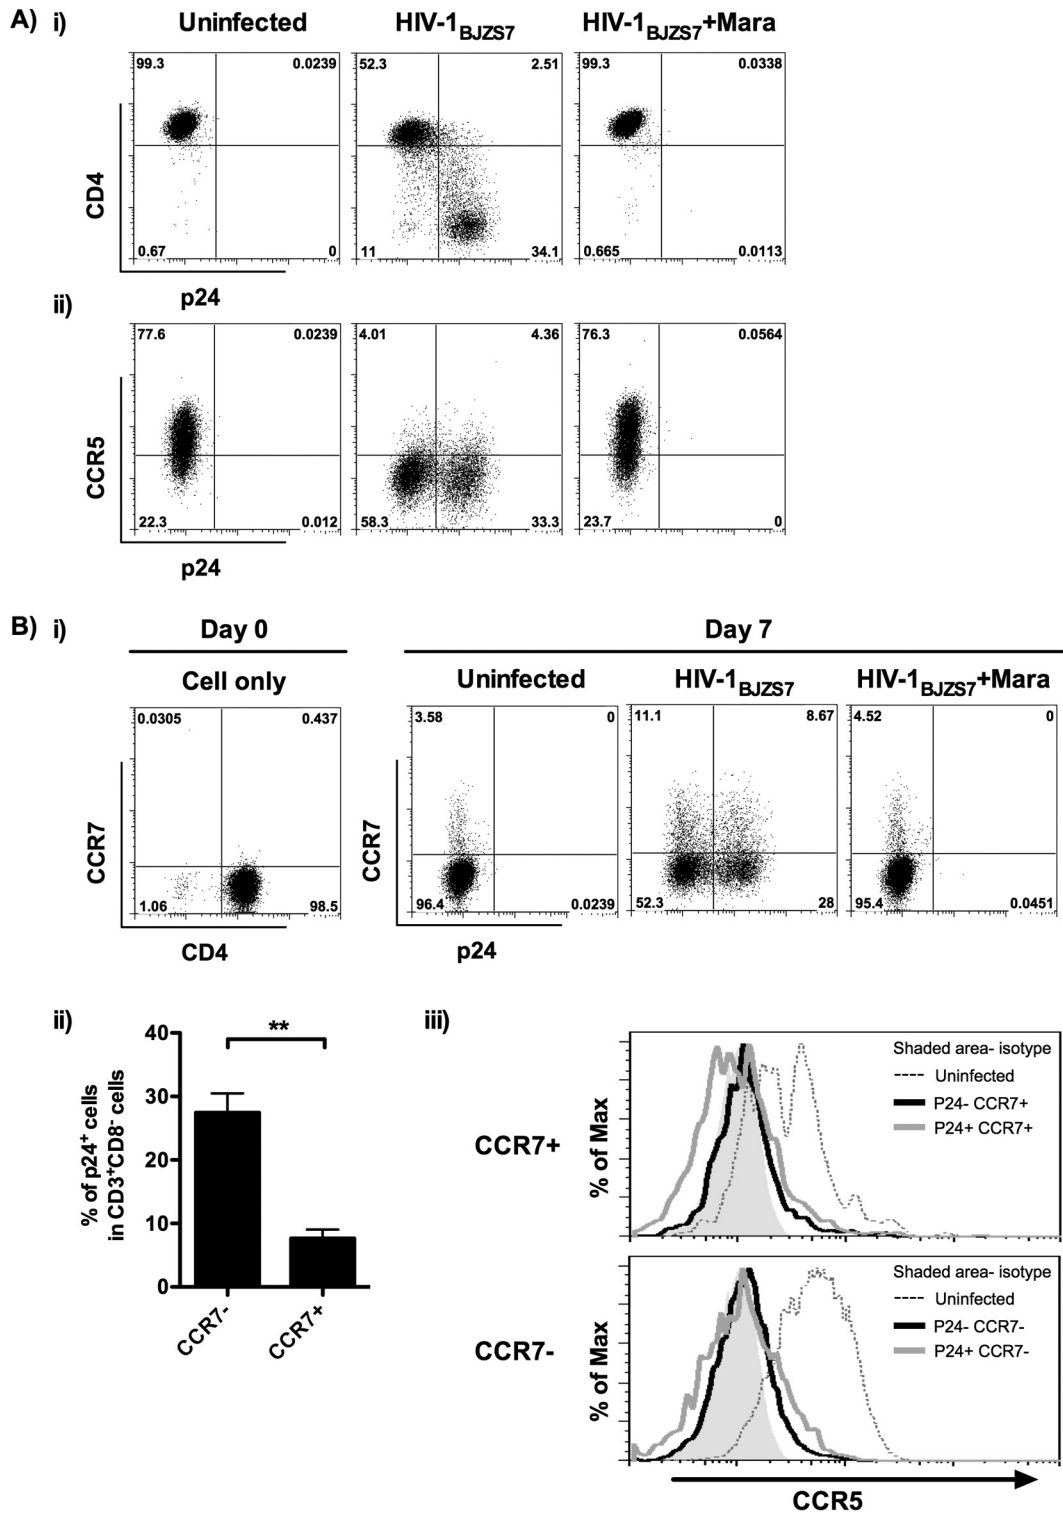 A) i)
Uninfected
HIV-1BJZS7
HIV-1BJZS7+Mara
99.3 0.0239
52.3 2.51
99.3 0.0338
CD4
0.67 0
11 34.1
0.665 0.0113
p24
ii)
77.6 0.0239
4.01 4.36
76.3 0.0564
CCR5
22.3 0.012
58.3 33.3
23.7 0
p24
B) i)
Day 0
Day 7
Cell only
Uninfected
HIV-1BJZS7
HIV-1BJZS7+Mara
0.0305 0.437
3.58 0
11.1 8.67
4.52 0
CCR7
CCR7
1.06 98.5
96.4 0.0239
52.3 28
95.4 0.0451
CD4
p24
ii)
**
% of p24+ cells
in CD3+CD8- cells
40
30
20
10
0
CCR7-
CCR7+
iii)
CCR7+
% of Max
Shaded area- isotype
Uninfected
P24- CCR7+
P24+ CCR7+
CCR7-
% of Max
Shaded area- isotype
Uninfected
P24- CCR7-
P24+ CCR7-
CCR5